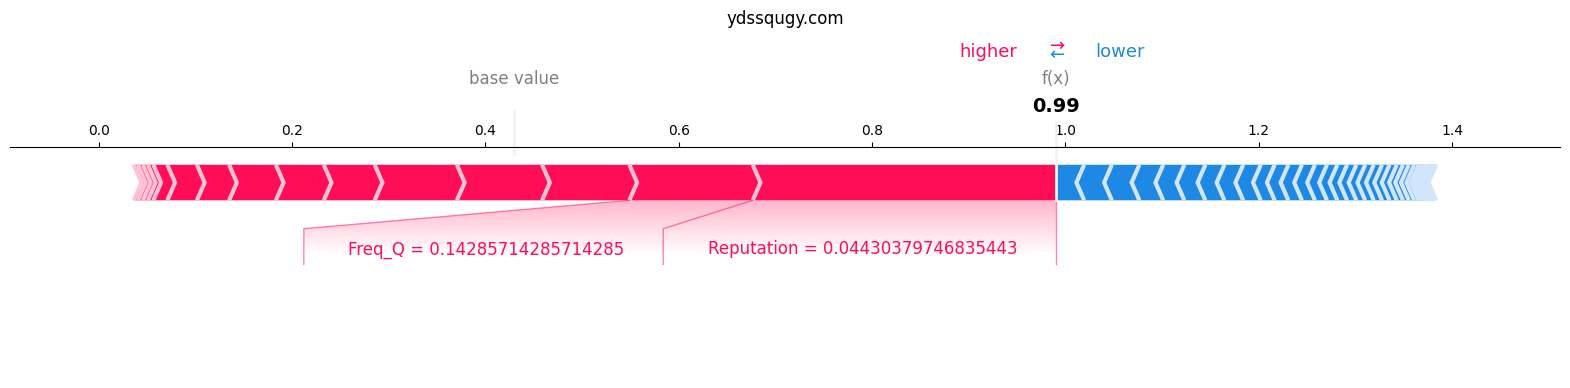 ydssqugy.com
higher → ← lower
base value f(x)
0.99
0.0 0.2 0.4 0.6 0.8 1.0 1.2 1.4
Freq_Q = 0.14285714285714285 Reputation = 0.04430379746835443